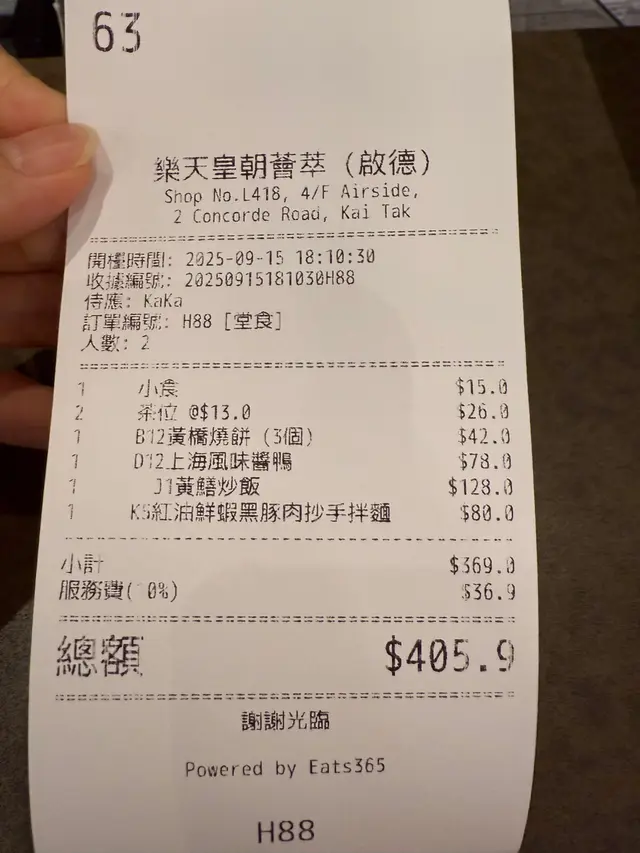 63
樂天皇朝薈萃 (啟德)
Shop No.L418, 4/F Airside,
2 Concorde Road, Kai Tak
開檯時間: 2025-09-15 18:10:30
收據編號: 20250915181030H88
侍應: KaKa
訂單編號: H88 [堂食]
人數: 2
1 小食 $15.0
2 茶位 @$13.0 $26.0
1 B12黃橋燒餅 (3個) $42.0
1 D12上海風味醬鴨 $78.0
1 J1黃鱔炒飯 $128.0
1 K5紅油鮮蝦黑豚肉抄手拌麵 $80.0
小計 $369.0
服務費(10%) $36.9
總額 $405.9
謝謝光臨
Powered by Eats365
H88